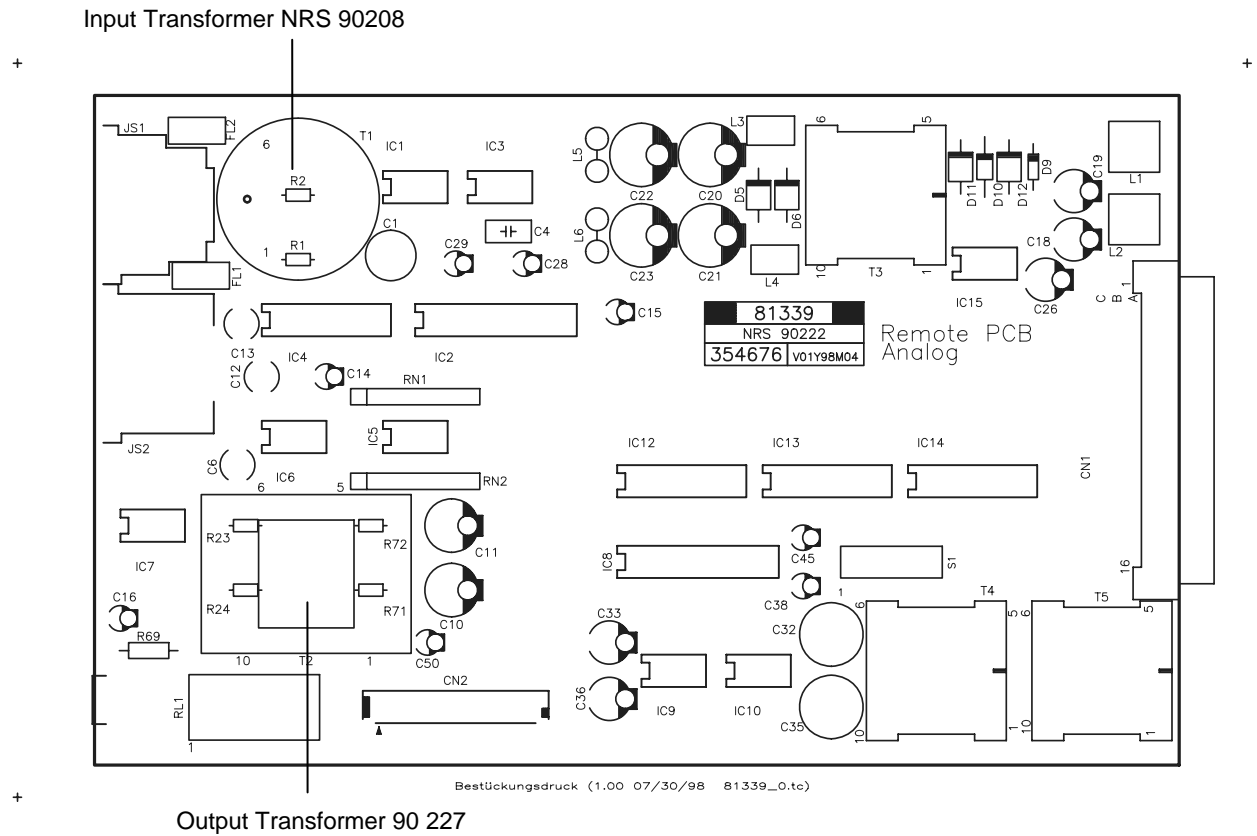 Input Transformer NRS 90208
+ +
JS1 FL2 6 T1 IC1 IC3 L5 L3 6 5 D9
R2 D5 D6 D11 D10 D12 C19 L1
C1 C22 C20
1 R1 C29 C4 L6 C18 L2
FL1 C28 C23 C21 L4 10 T3 1
IC15 C26 C B A 1
C15 81339
C13 IC4 IC2 NRS 90222 Remote PCB
C12 C14 RN1 354676 V01Y98M04 Analog
JS2 IC5 IC12 IC13 IC14 CN1
C6 IC6 RN2
6 5
R23 R72 C11
IC7 IC8 C45 S1 16
C16 R24 R71 C10 C33 C38 1 6 T4 5 6 T5 5
R69 10 T2 1 C50 C32
RL1 CN2 C36 IC9 IC10 C35
1 10 1 10 1
Bestückungsdruck (1.00 07/30/98 81339_0.tc)
+
Output Transformer 90 227